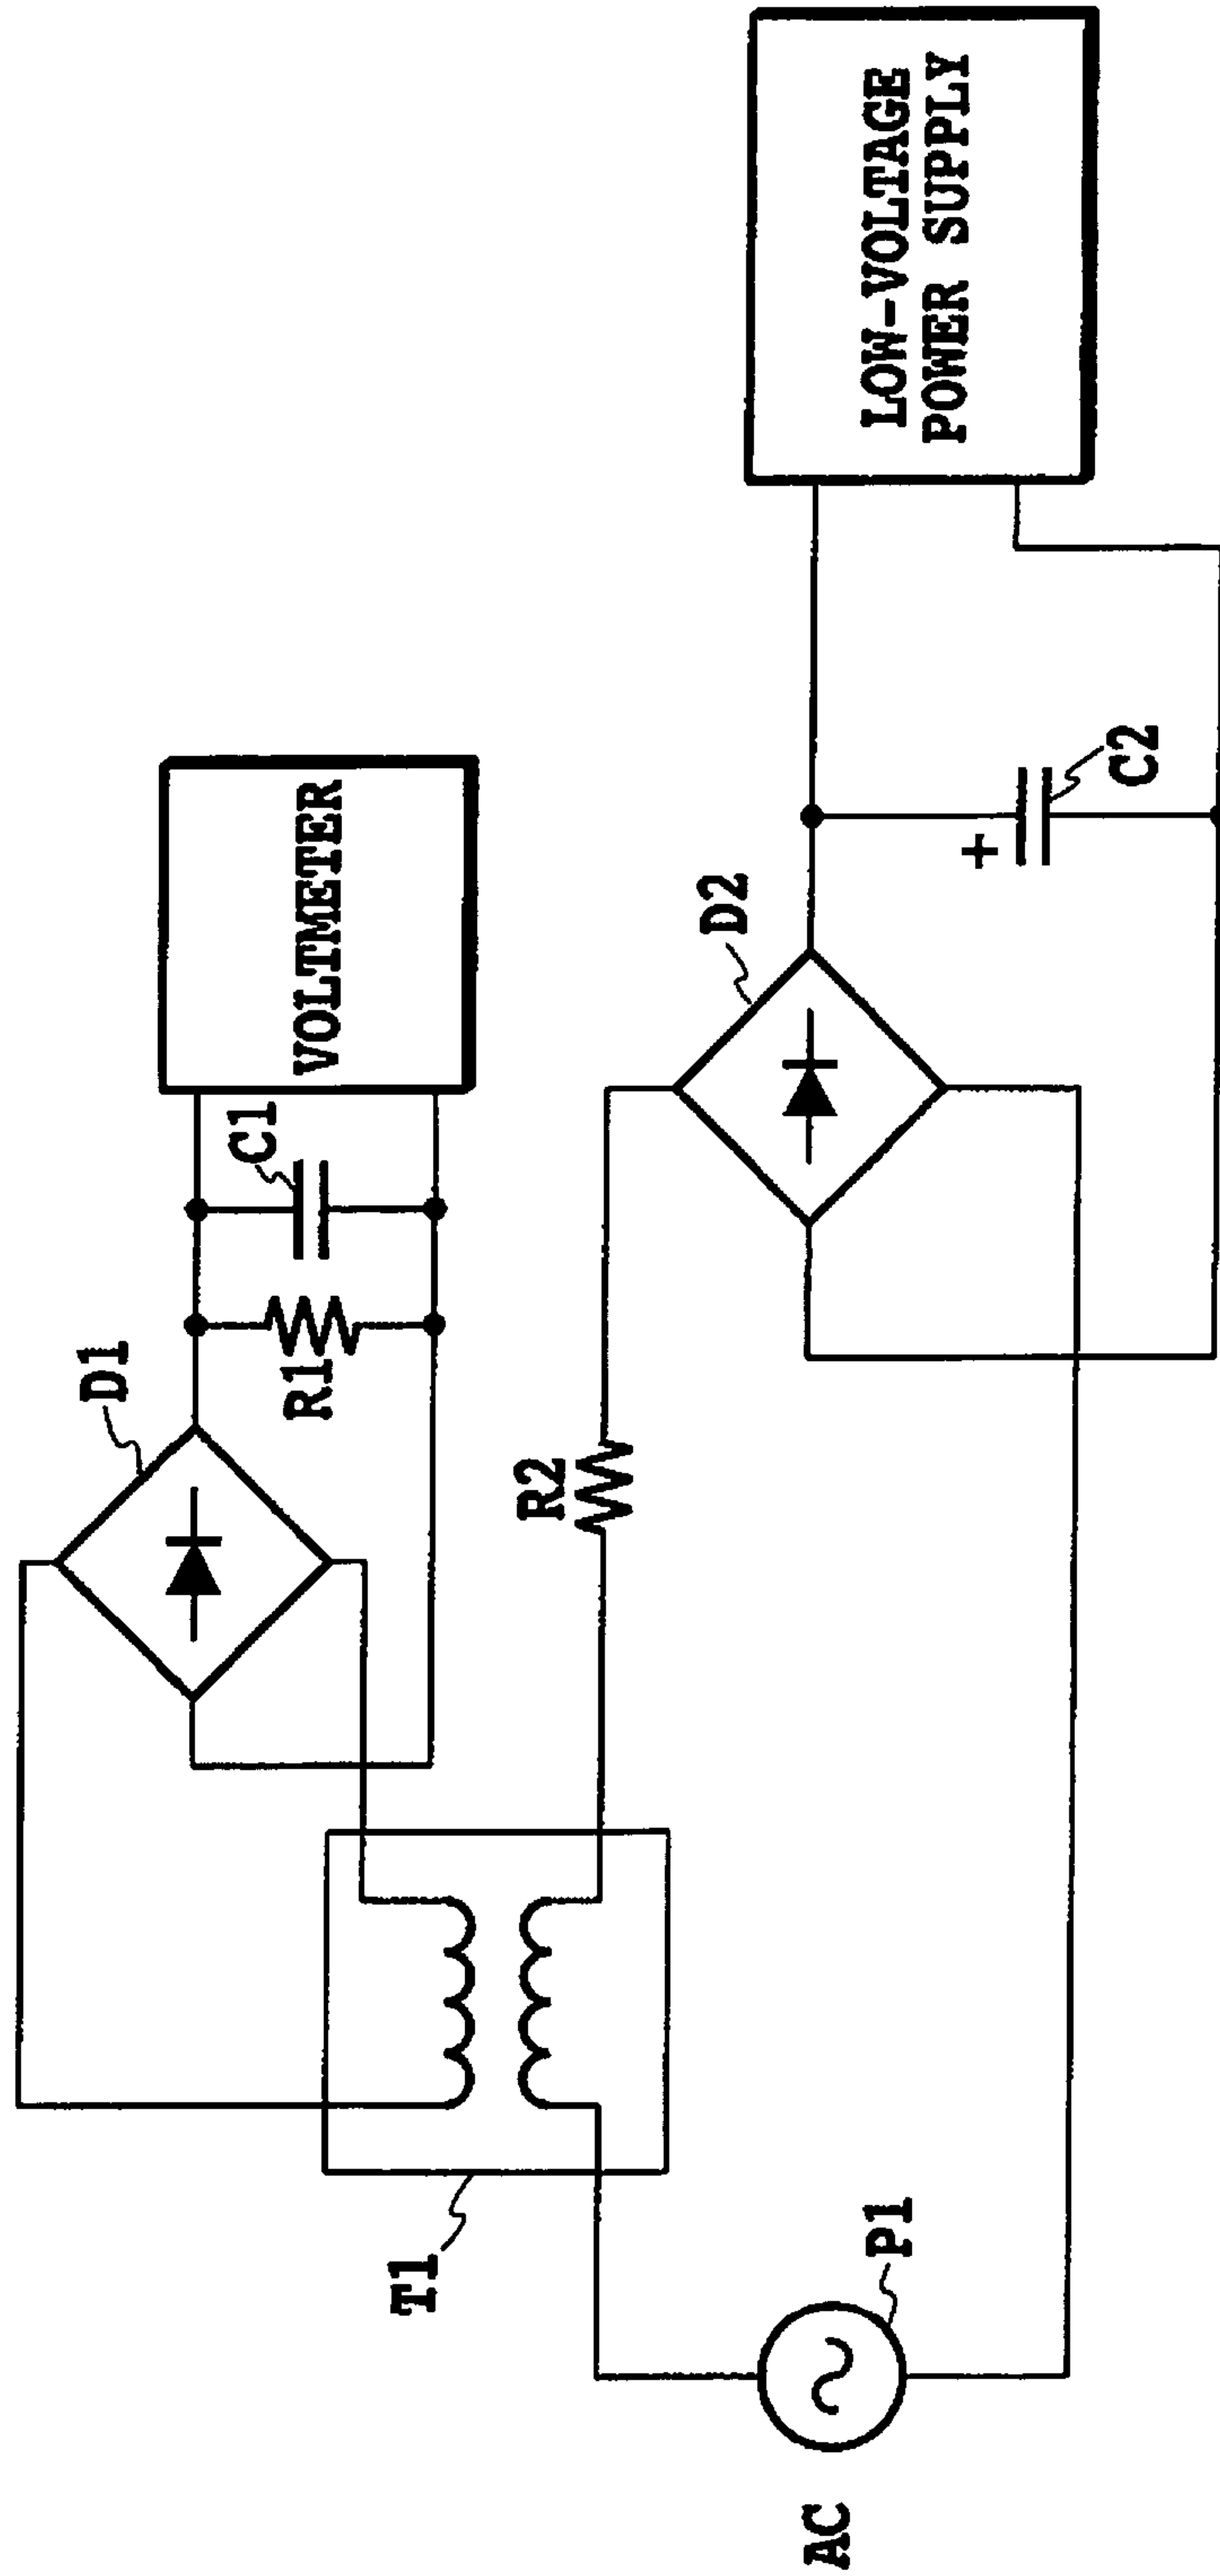 D1
R1
C1
VOLTMETER
T1
R2
D2
+
C2
LOW-VOLTAGE
POWER SUPPLY
AC
P1